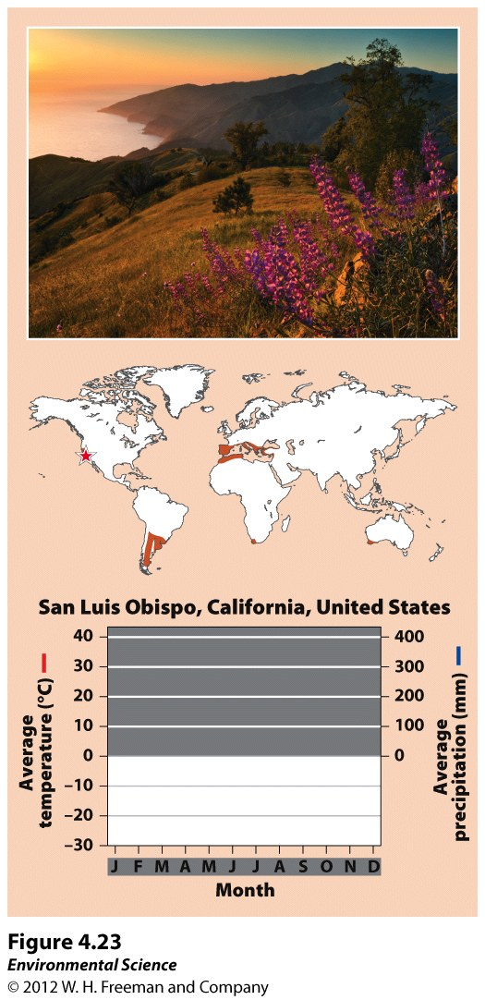 San Luis Obispo, California, United States
Average
temperature (°C)
40
30
20
10
0
–10
–20
–30
400
300
200
100
0
Average
precipitation (mm)
J F M A M J J A S O N D
Month
Figure 4.23
Environmental Science
© 2012 W. H. Freeman and Company